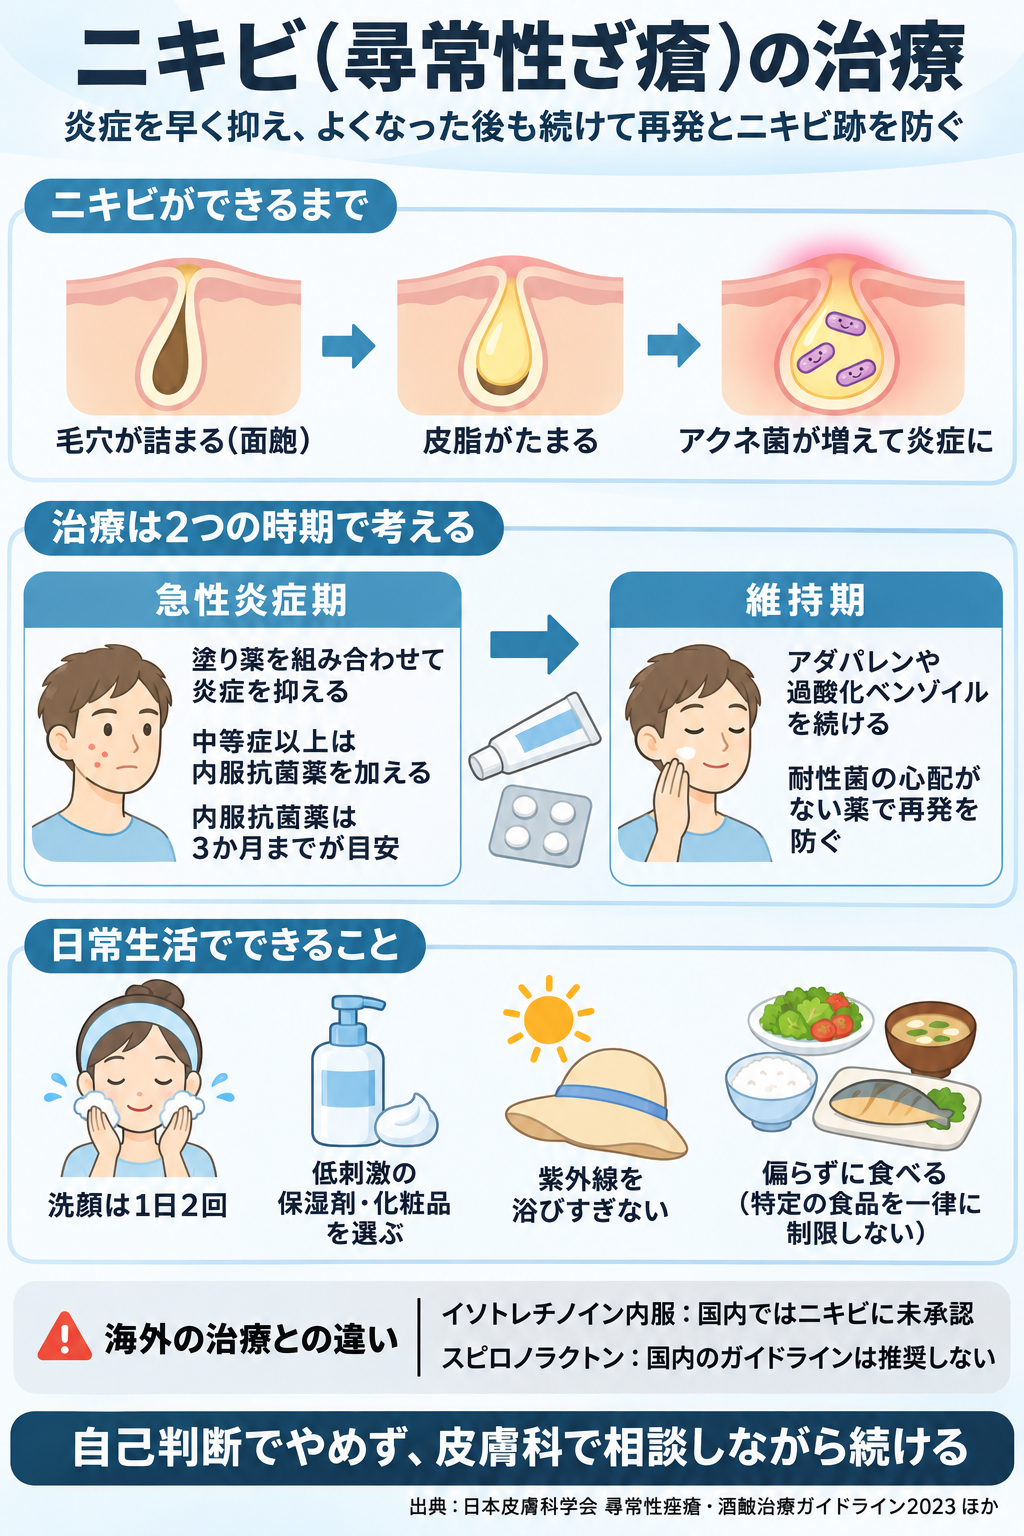 ニキビ(尋常性ざ瘡)の治療
炎症を早く抑え、よくなった後も続けて再発とニキビ跡を防ぐ
ニキビができるまで
毛穴が詰まる(面皰)
皮脂がたまる
アクネ菌が増えて炎症に
治療は2つの時期で考える
急性炎症期
塗り薬を組み合わせて
炎症を抑える
中等症以上は
内服抗菌薬を加える
内服抗菌薬は
3か月までが目安
維持期
アダパレンや
過酸化ベンゾイル
を続ける
耐性菌の心配が
ない薬で再発を
防ぐ
日常生活でできること
洗顔は1日2回
低刺激の
保湿剤・化粧品
を選ぶ
紫外線を
浴びすぎない
偏らずに食べる
(特定の食品を一律に
制限しない)
海外の治療との違い
イソトレチノイン内服：国内ではニキビに未承認
スピロノラクトン：国内のガイドラインは推奨しない
自己判断でやめず、皮膚科で相談しながら続ける
出典：日本皮膚科学会 尋常性痤瘡・酒皶治療ガイドライン2023 ほか